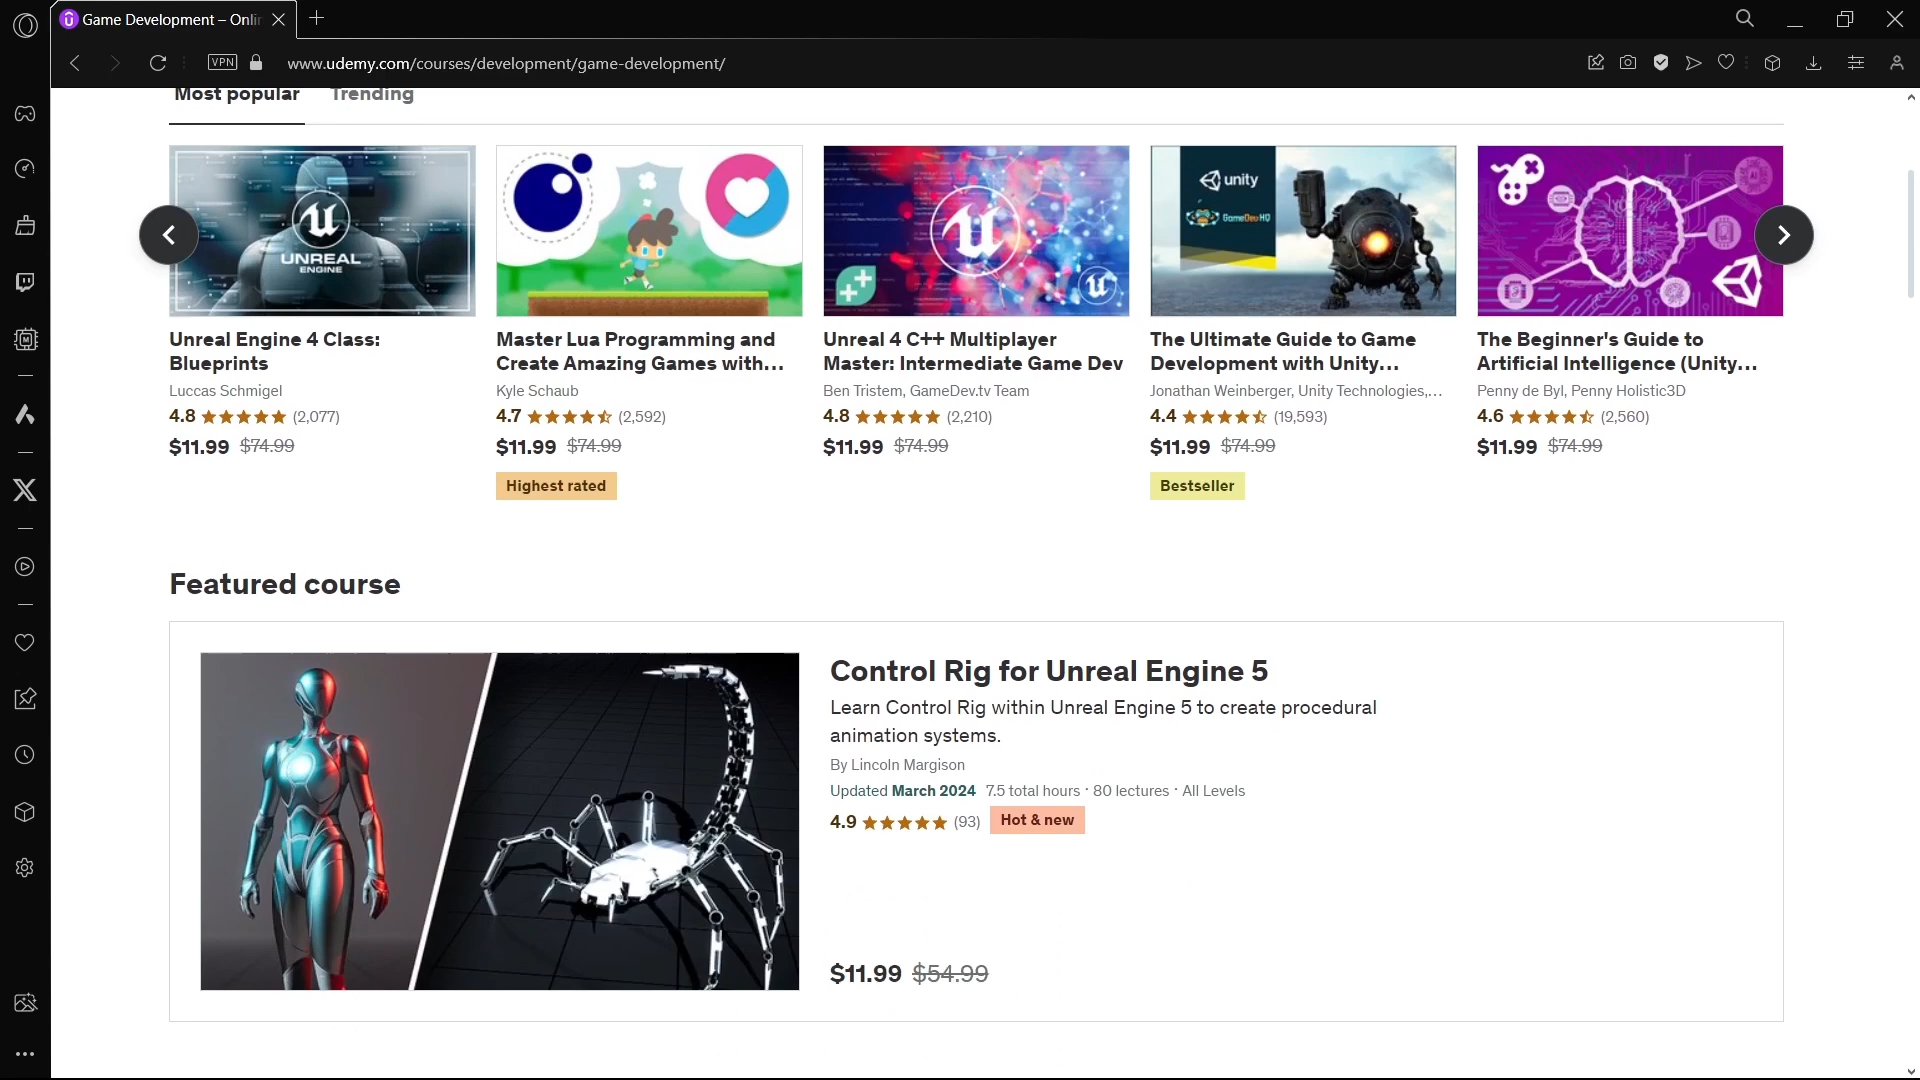 Game Development – Onli
VPN
www.udemy.com/courses/development/game-development/
Most popular
Trending
UNREAL
ENGINE
Unreal Engine 4 Class:
Blueprints
Luccas Schmigel
4.8 (2,077)
$11.99 $74.99
Master Lua Programming and
Create Amazing Games with...
Kyle Schaub
4.7 (2,592)
$11.99 $74.99
Highest rated
Unreal 4 C++ Multiplayer
Master: Intermediate Game Dev
Ben Tristem, GameDev.tv Team
4.8 (2,210)
$11.99 $74.99
unity
GameDevHQ
The Ultimate Guide to Game
Development with Unity...
Jonathan Weinberger, Unity Technologies,...
4.4 (19,593)
$11.99 $74.99
Bestseller
The Beginner's Guide to
Artificial Intelligence (Unity...
Penny de Byl, Penny Holistic3D
4.6 (2,560)
$11.99 $74.99
Featured course
Control Rig for Unreal Engine 5
Learn Control Rig within Unreal Engine 5 to create procedural
animation systems.
By Lincoln Margison
Updated March 2024 7.5 total hours · 80 lectures · All Levels
4.9 (93) Hot & new
$11.99 $54.99